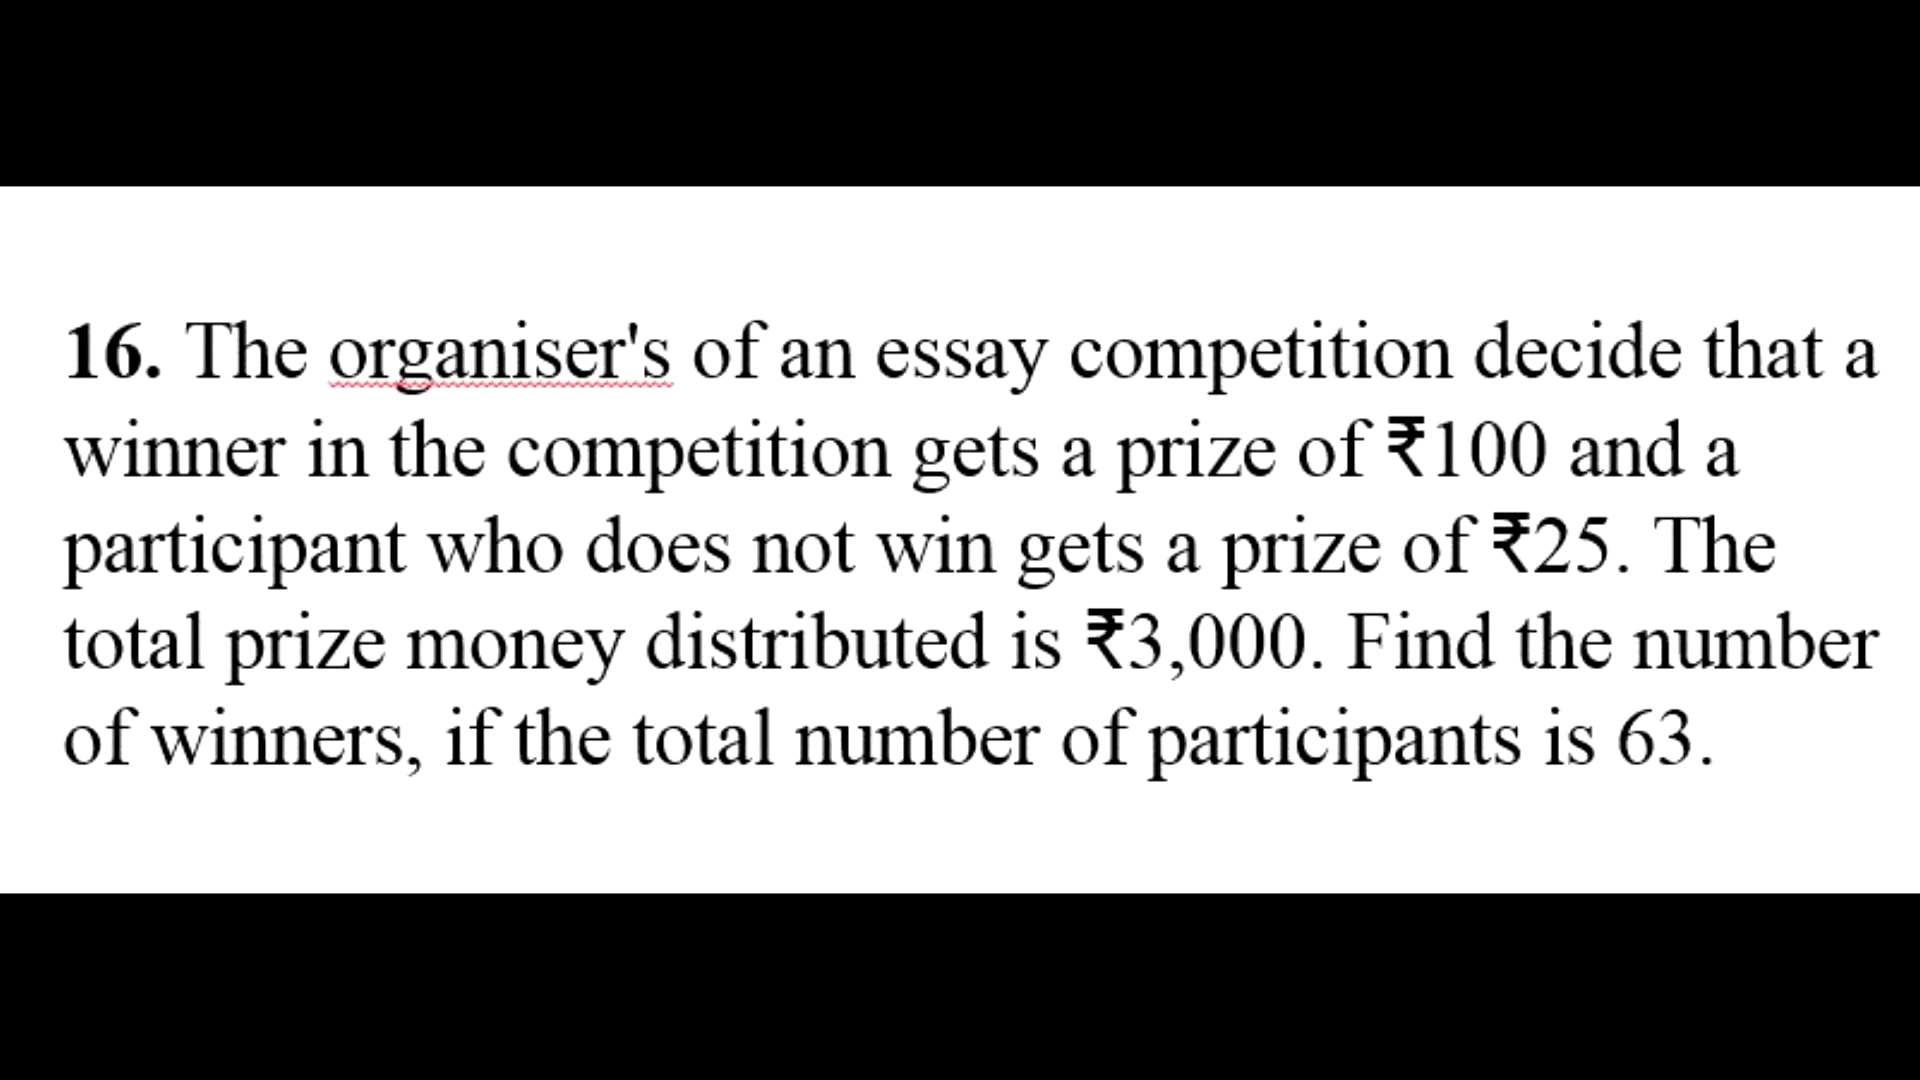 16. The organiser's of an essay competition decide that a
winner in the competition gets a prize of ₹100 and a
participant who does not win gets a prize of ₹25. The
total prize money distributed is ₹3,000. Find the number
of winners, if the total number of participants is 63.